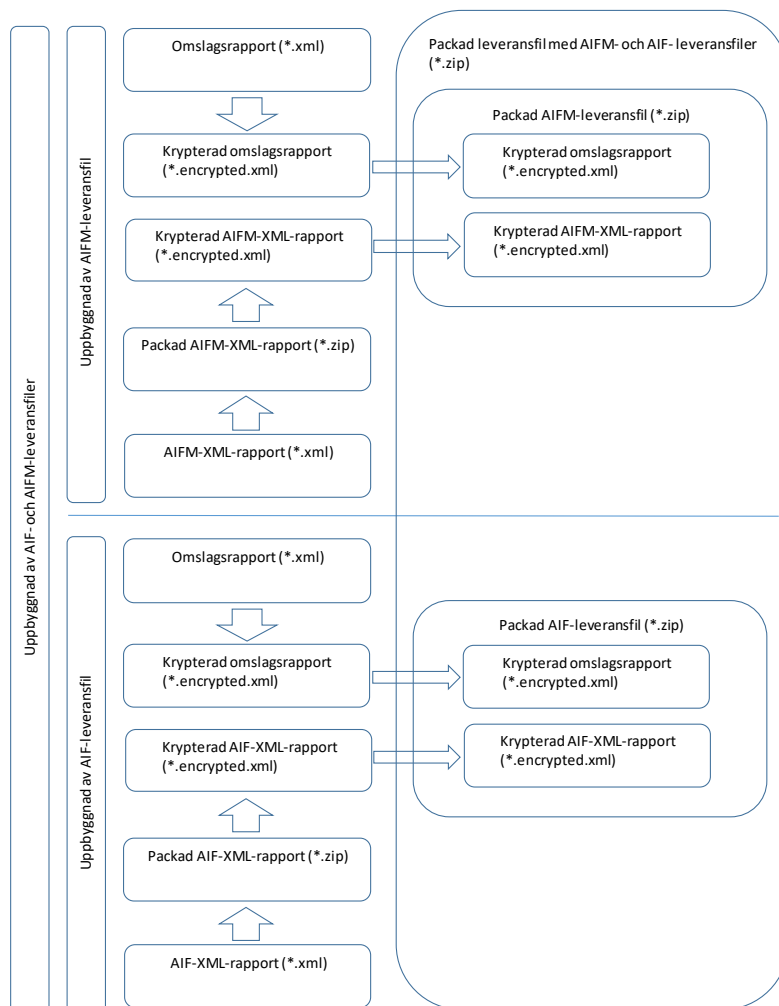 Uppbyggnad av AIF- och AIFM-leveransfiler
Uppbyggnad av AIFM-leveransfil
Omslagsrapport (*.xml)
Krypterad omslagsrapport
(*.encrypted.xml)
Krypterad AIFM-XML-rapport
(*.encrypted.xml)
Packad AIFM-XML-rapport (*.zip)
AIFM-XML-rapport (*.xml)
Packad leveransfil med AIFM- och AIF- leveransfiler
(*.zip)
Packad AIFM-leveransfil (*.zip)
Krypterad omslagsrapport
(*.encrypted.xml)
Krypterad AIFM-XML-rapport
(*.encrypted.xml)
Uppbyggnad av AIF-leveransfil
Omslagsrapport (*.xml)
Krypterad omslagsrapport
(*.encrypted.xml)
Krypterad AIF-XML-rapport
(*.encrypted.xml)
Packad AIF-XML-rapport (*.zip)
AIF-XML-rapport (*.xml)
Packad AIF-leveransfil (*.zip)
Krypterad omslagsrapport
(*.encrypted.xml)
Krypterad AIF-XML-rapport
(*.encrypted.xml)